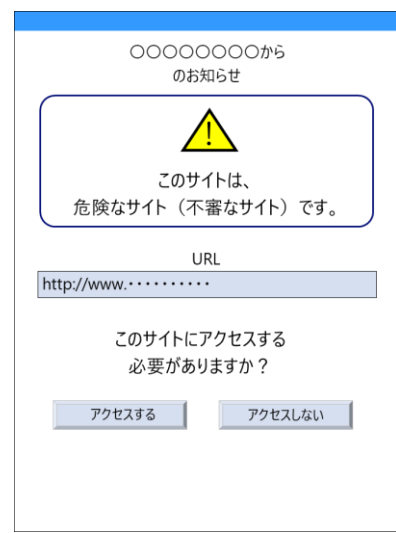 ○○○○○○○○から
のお知らせ
!
このサイトは、
危険なサイト（不審なサイト）です。
URL
http://www.‥‥‥‥‥
このサイトにアクセスする
必要がありますか？
アクセスする
アクセスしない